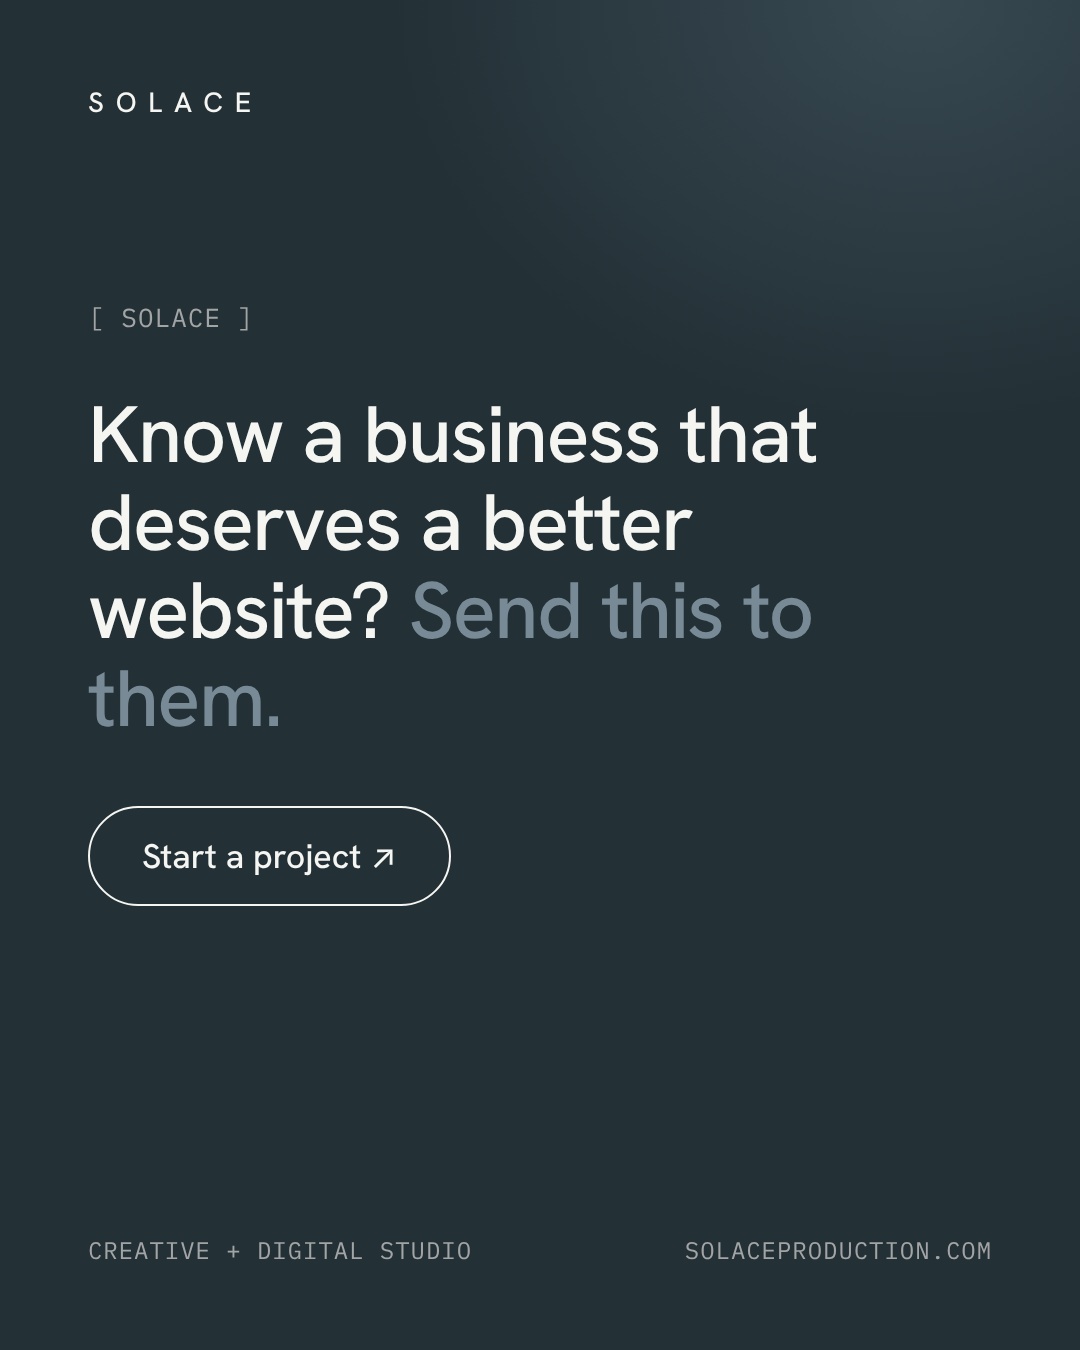 SOLACE
[ SOLACE ]
Know a business that
deserves a better
website? Send this to
them.
Start a project ↗
CREATIVE + DIGITAL STUDIO
SOLACEPRODUCTION.COM